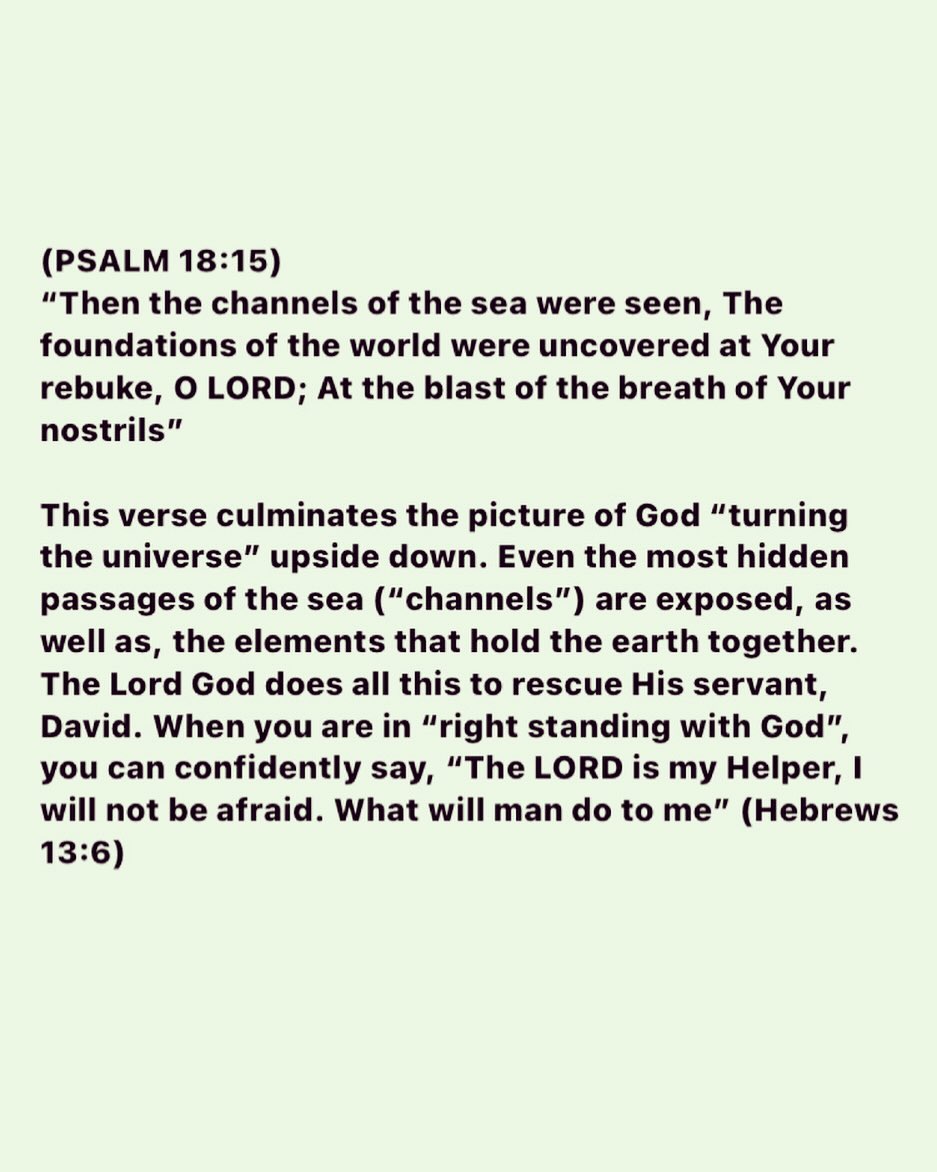 (PSALM 18:15)
“Then the channels of the sea were seen, The
foundations of the world were uncovered at Your
rebuke, O LORD; At the blast of the breath of Your
nostrils”
This verse culminates the picture of God “turning
the universe” upside down. Even the most hidden
passages of the sea (“channels”) are exposed, as
well as, the elements that hold the earth together.
The Lord God does all this to rescue His servant,
David. When you are in “right standing with God”,
you can confidently say, “The LORD is my Helper, I
will not be afraid. What will man do to me” (Hebrews
13:6)